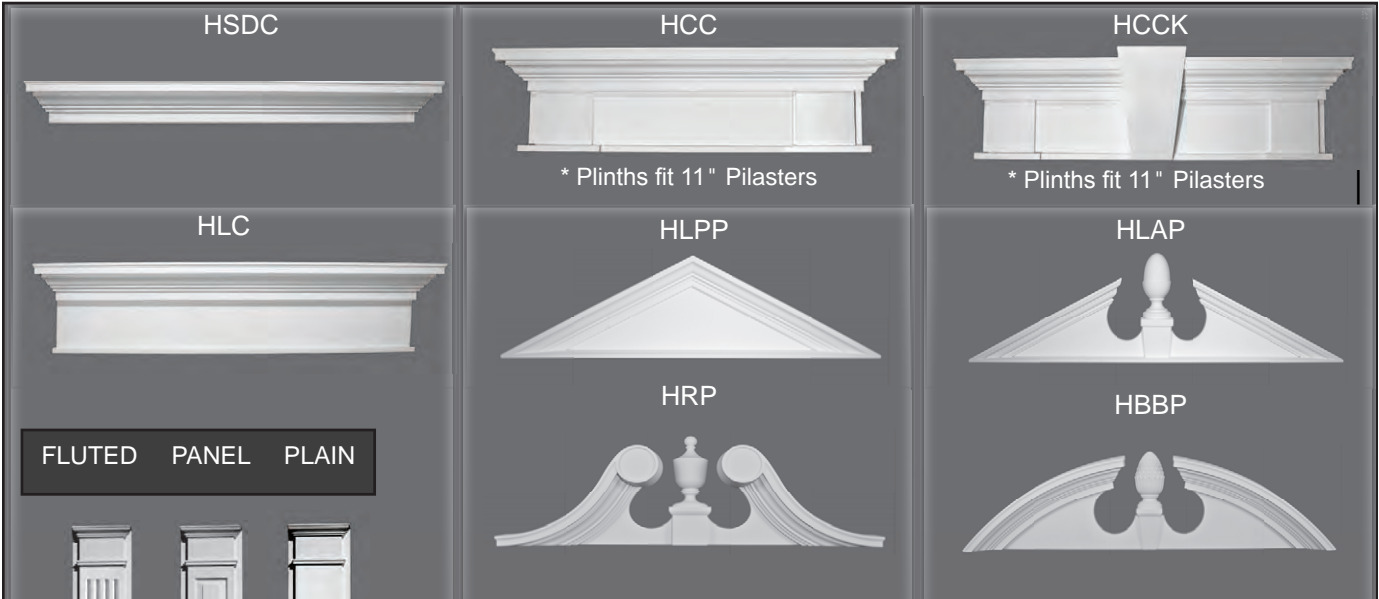 HSDC
HCC
HCCK
* Plinths fit 11" Pilasters
* Plinths fit 11" Pilasters
HLC
HLPP
HLAP
HRP
HBBP
FLUTED PANEL PLAIN